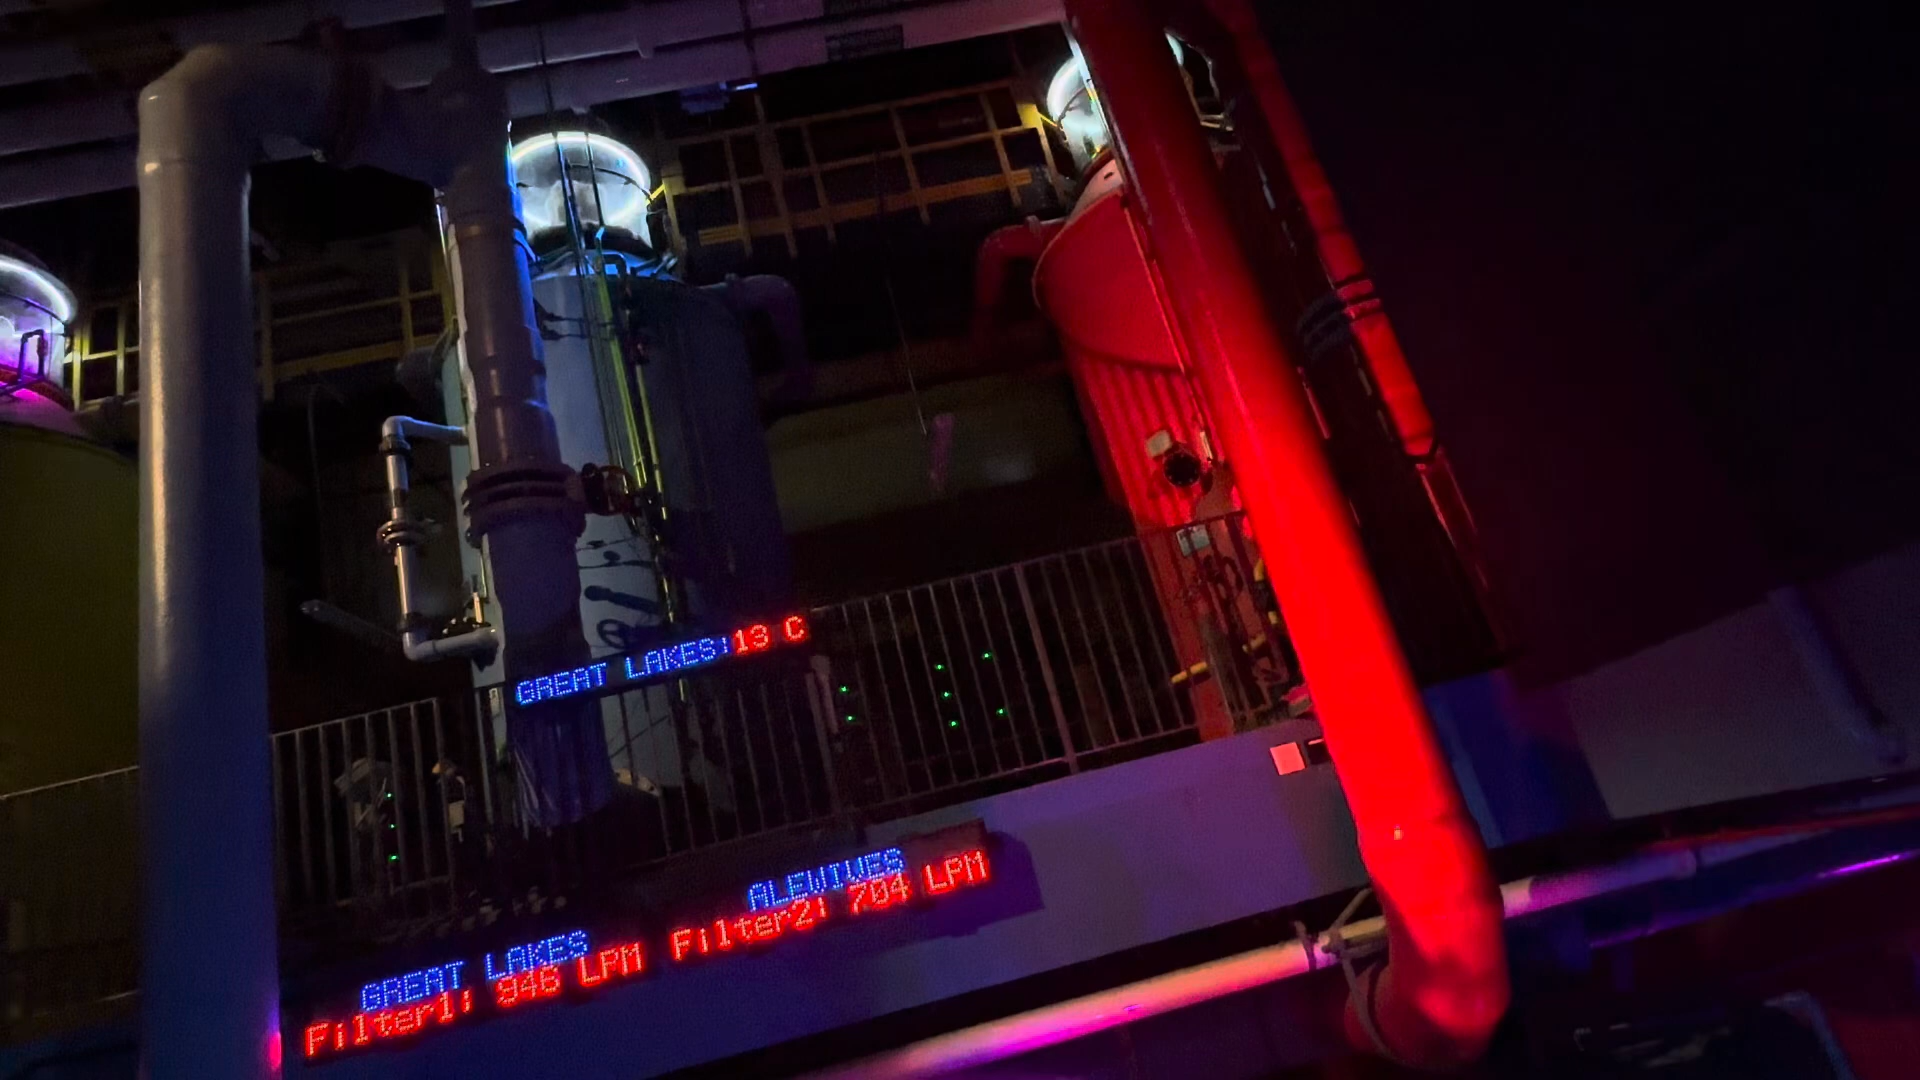 GREAT LAKES: 13 C
ALEWIVES
Filter2: 704 LPM
GREAT LAKES
Filter1: 946 LPM